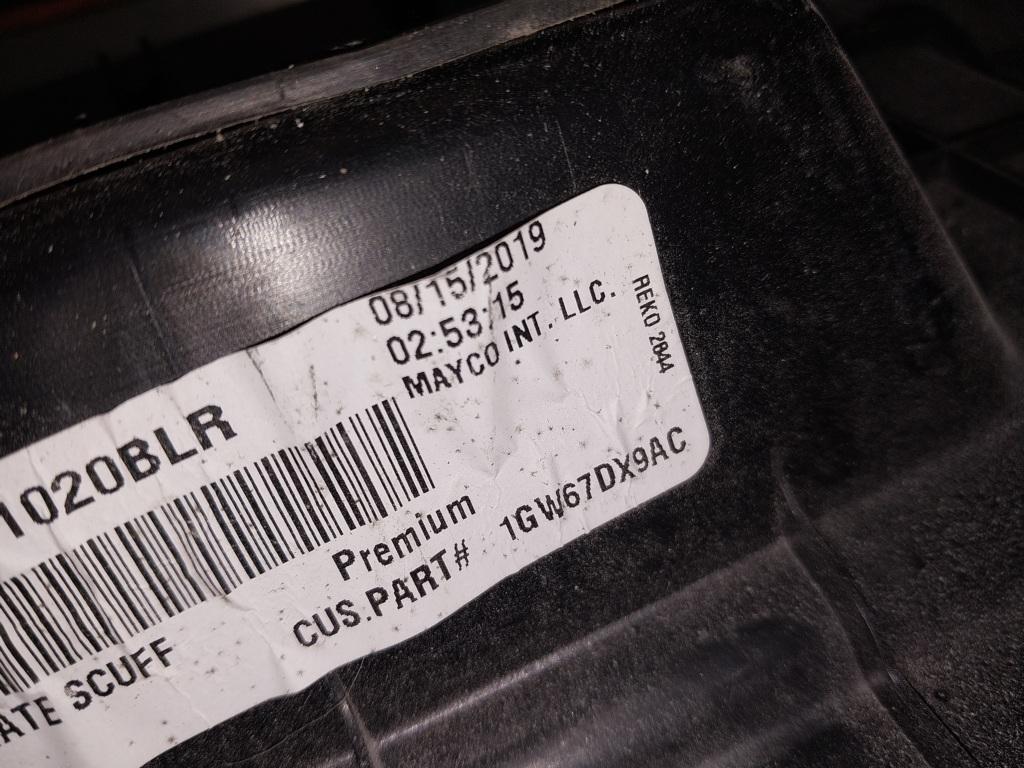 08/15/2019
02:53:15
MAYCO INT. LLC.
REKO 2844
1020BLR
Premium
CUS.PART# 1GW67DX9AC
ATE SCUFF